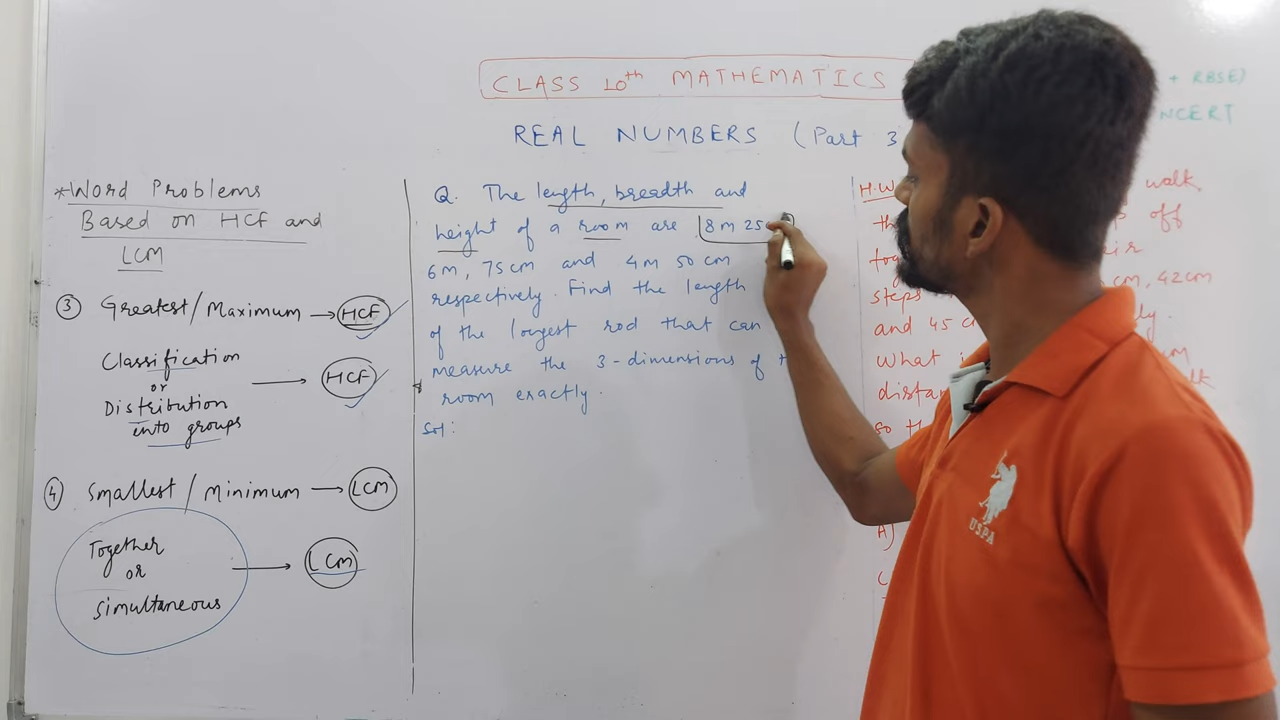 CLASS 10th MATHEMATICS
+ RBSE)
NCERT
REAL NUMBERS (Part 3
*Word Problems
Based on HCF and
LCM
③ Greatest/Maximum → HCF
Classification
or
Distribution
into groups
→ HCF
④ Smallest/Minimum → LCM
Together
or
simultaneous
→ LCM
Q. The length, breadth and
height of a room are 8 m 25
6m, 75cm and 4m 50cm
respectively. Find the length
of the longest rod that can
measure the 3-dimensions of
room exactly.
Sol:
H.W walk
off
steps cm, 42cm
and 45
What
distan
so th
A)
USPA